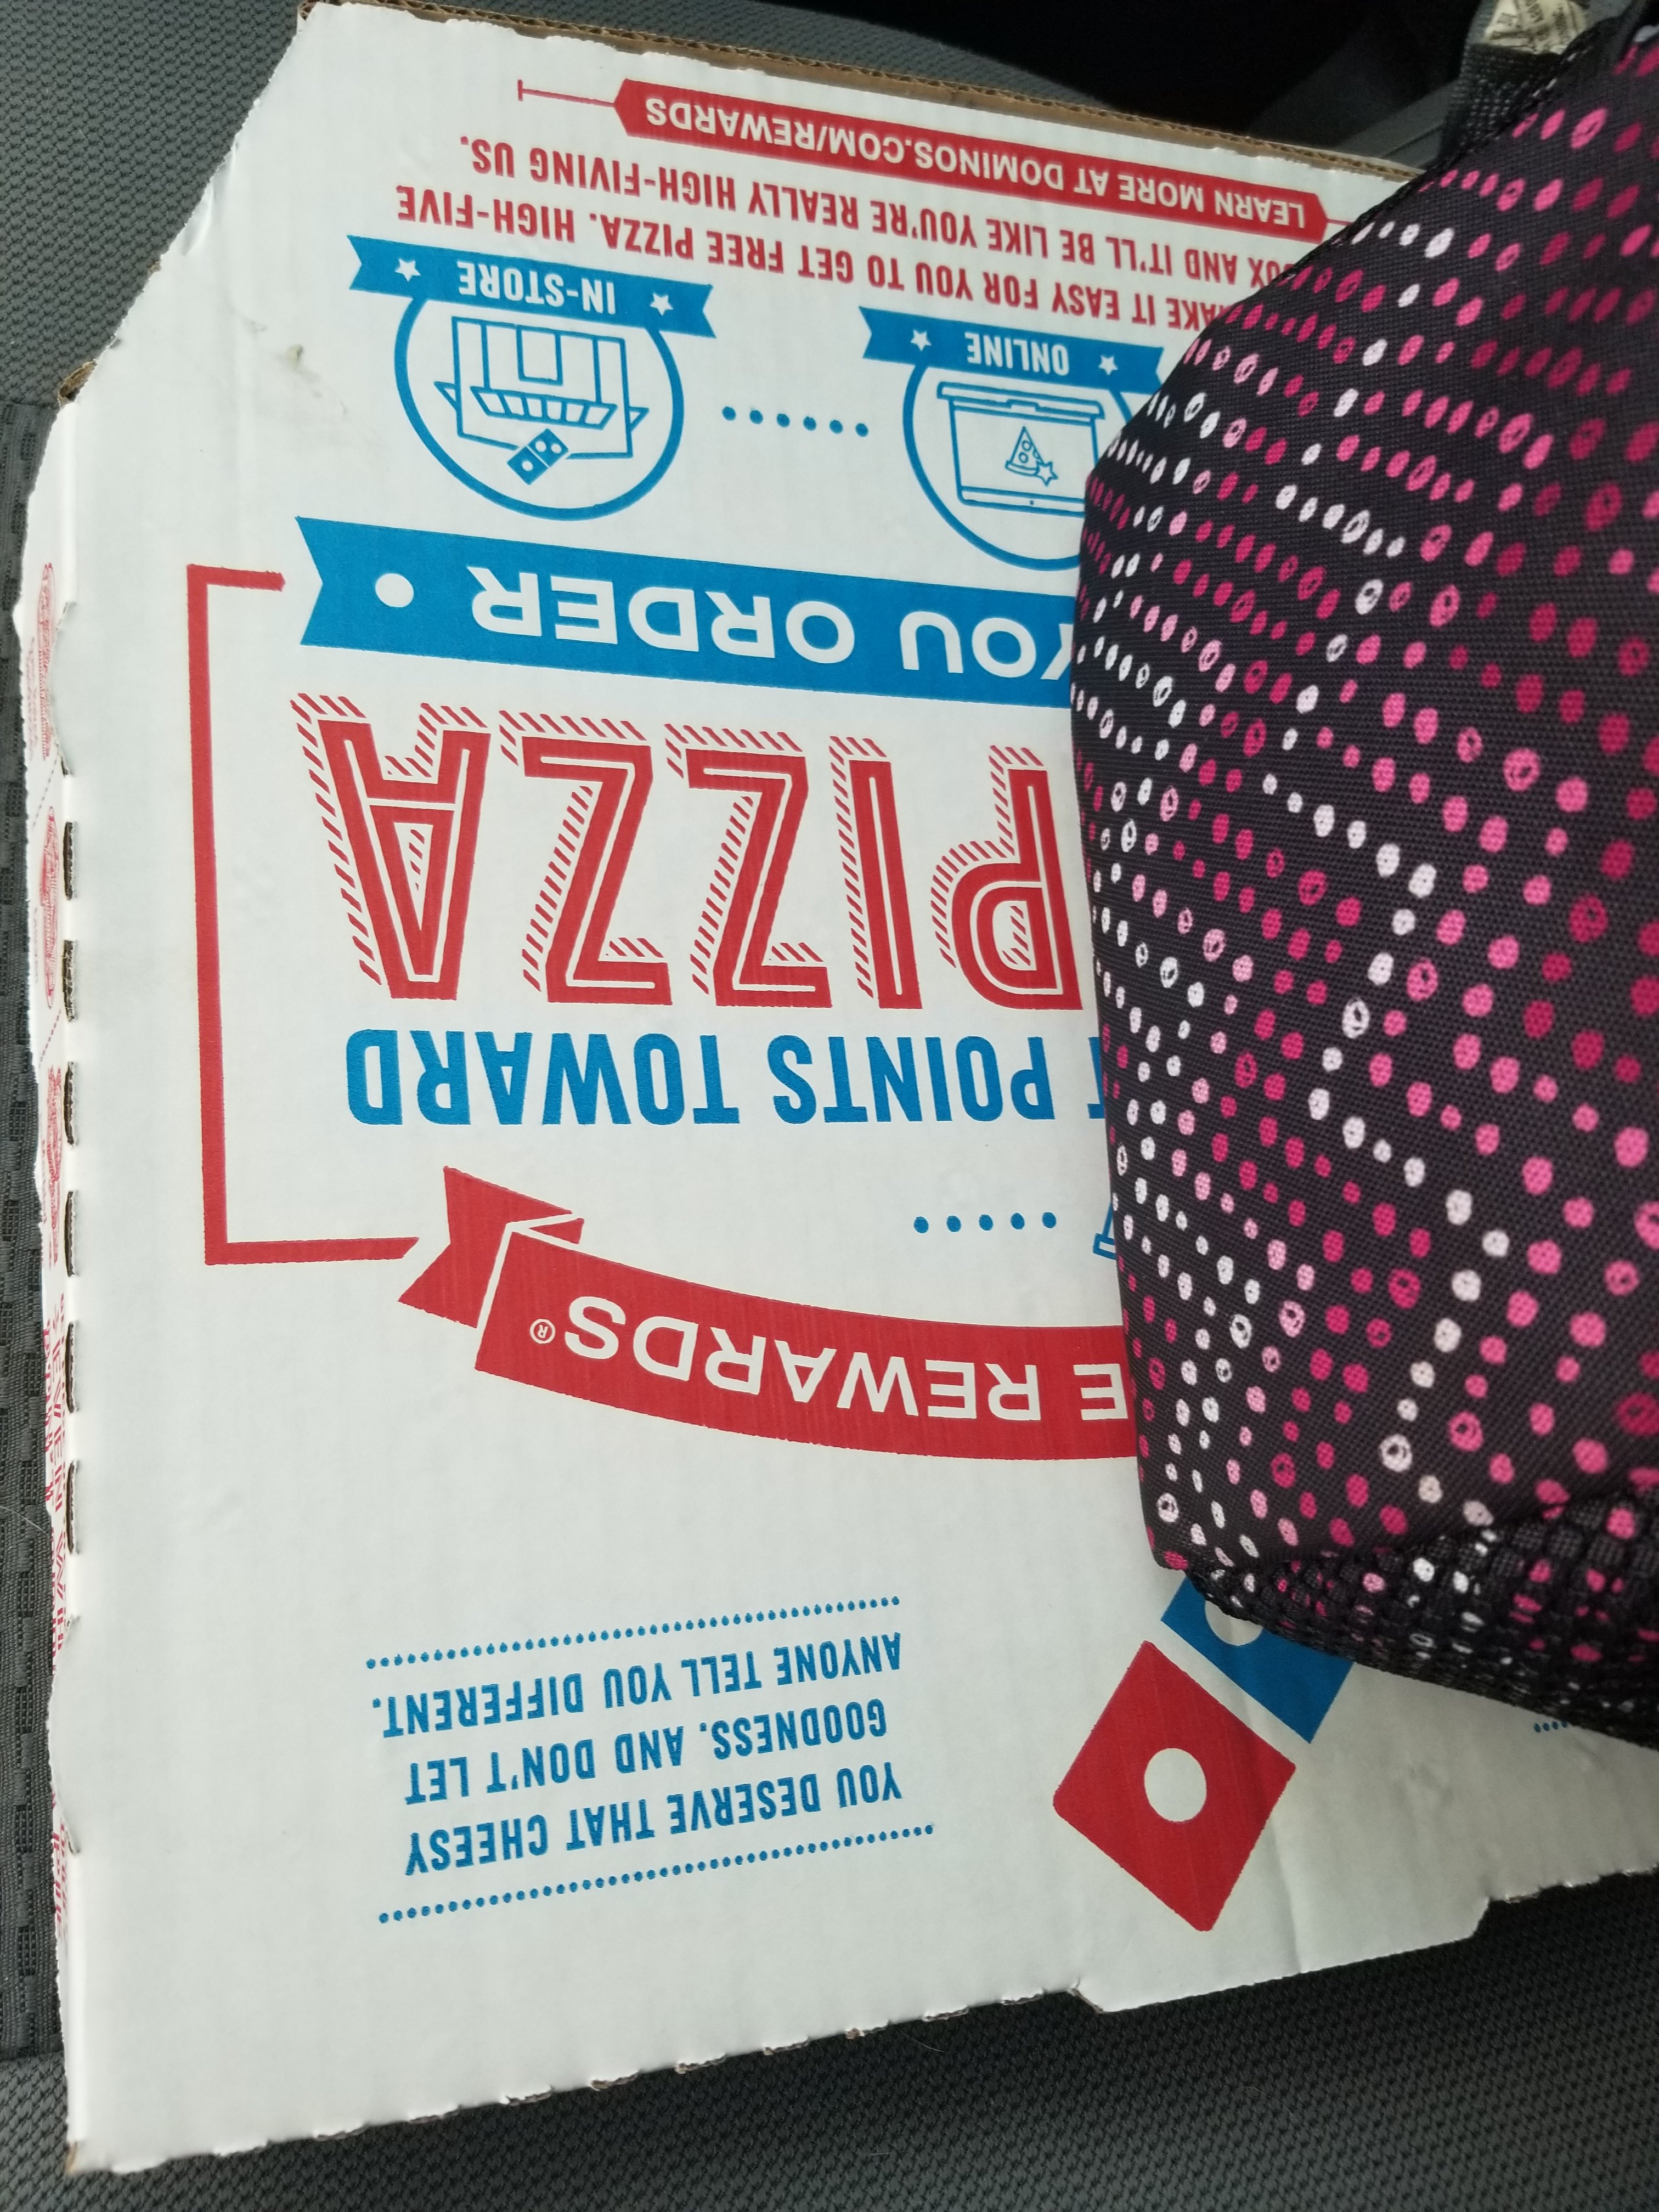 YOU DESERVE THAT CHEESY
GOODNESS. AND DON'T LET
ANYONE TELL YOU DIFFERENT.
REWARDS®
POINTS TOWARD
PIZZA
YOU ORDER •
ONLINE
IN-STORE
IT EASY FOR YOU TO GET FREE PIZZA. HIGH-FIVE
AND IT'LL BE LIKE YOU'RE REALLY HIGH-FIVING US.
LEARN MORE AT DOMINOS.COM/REWARDS